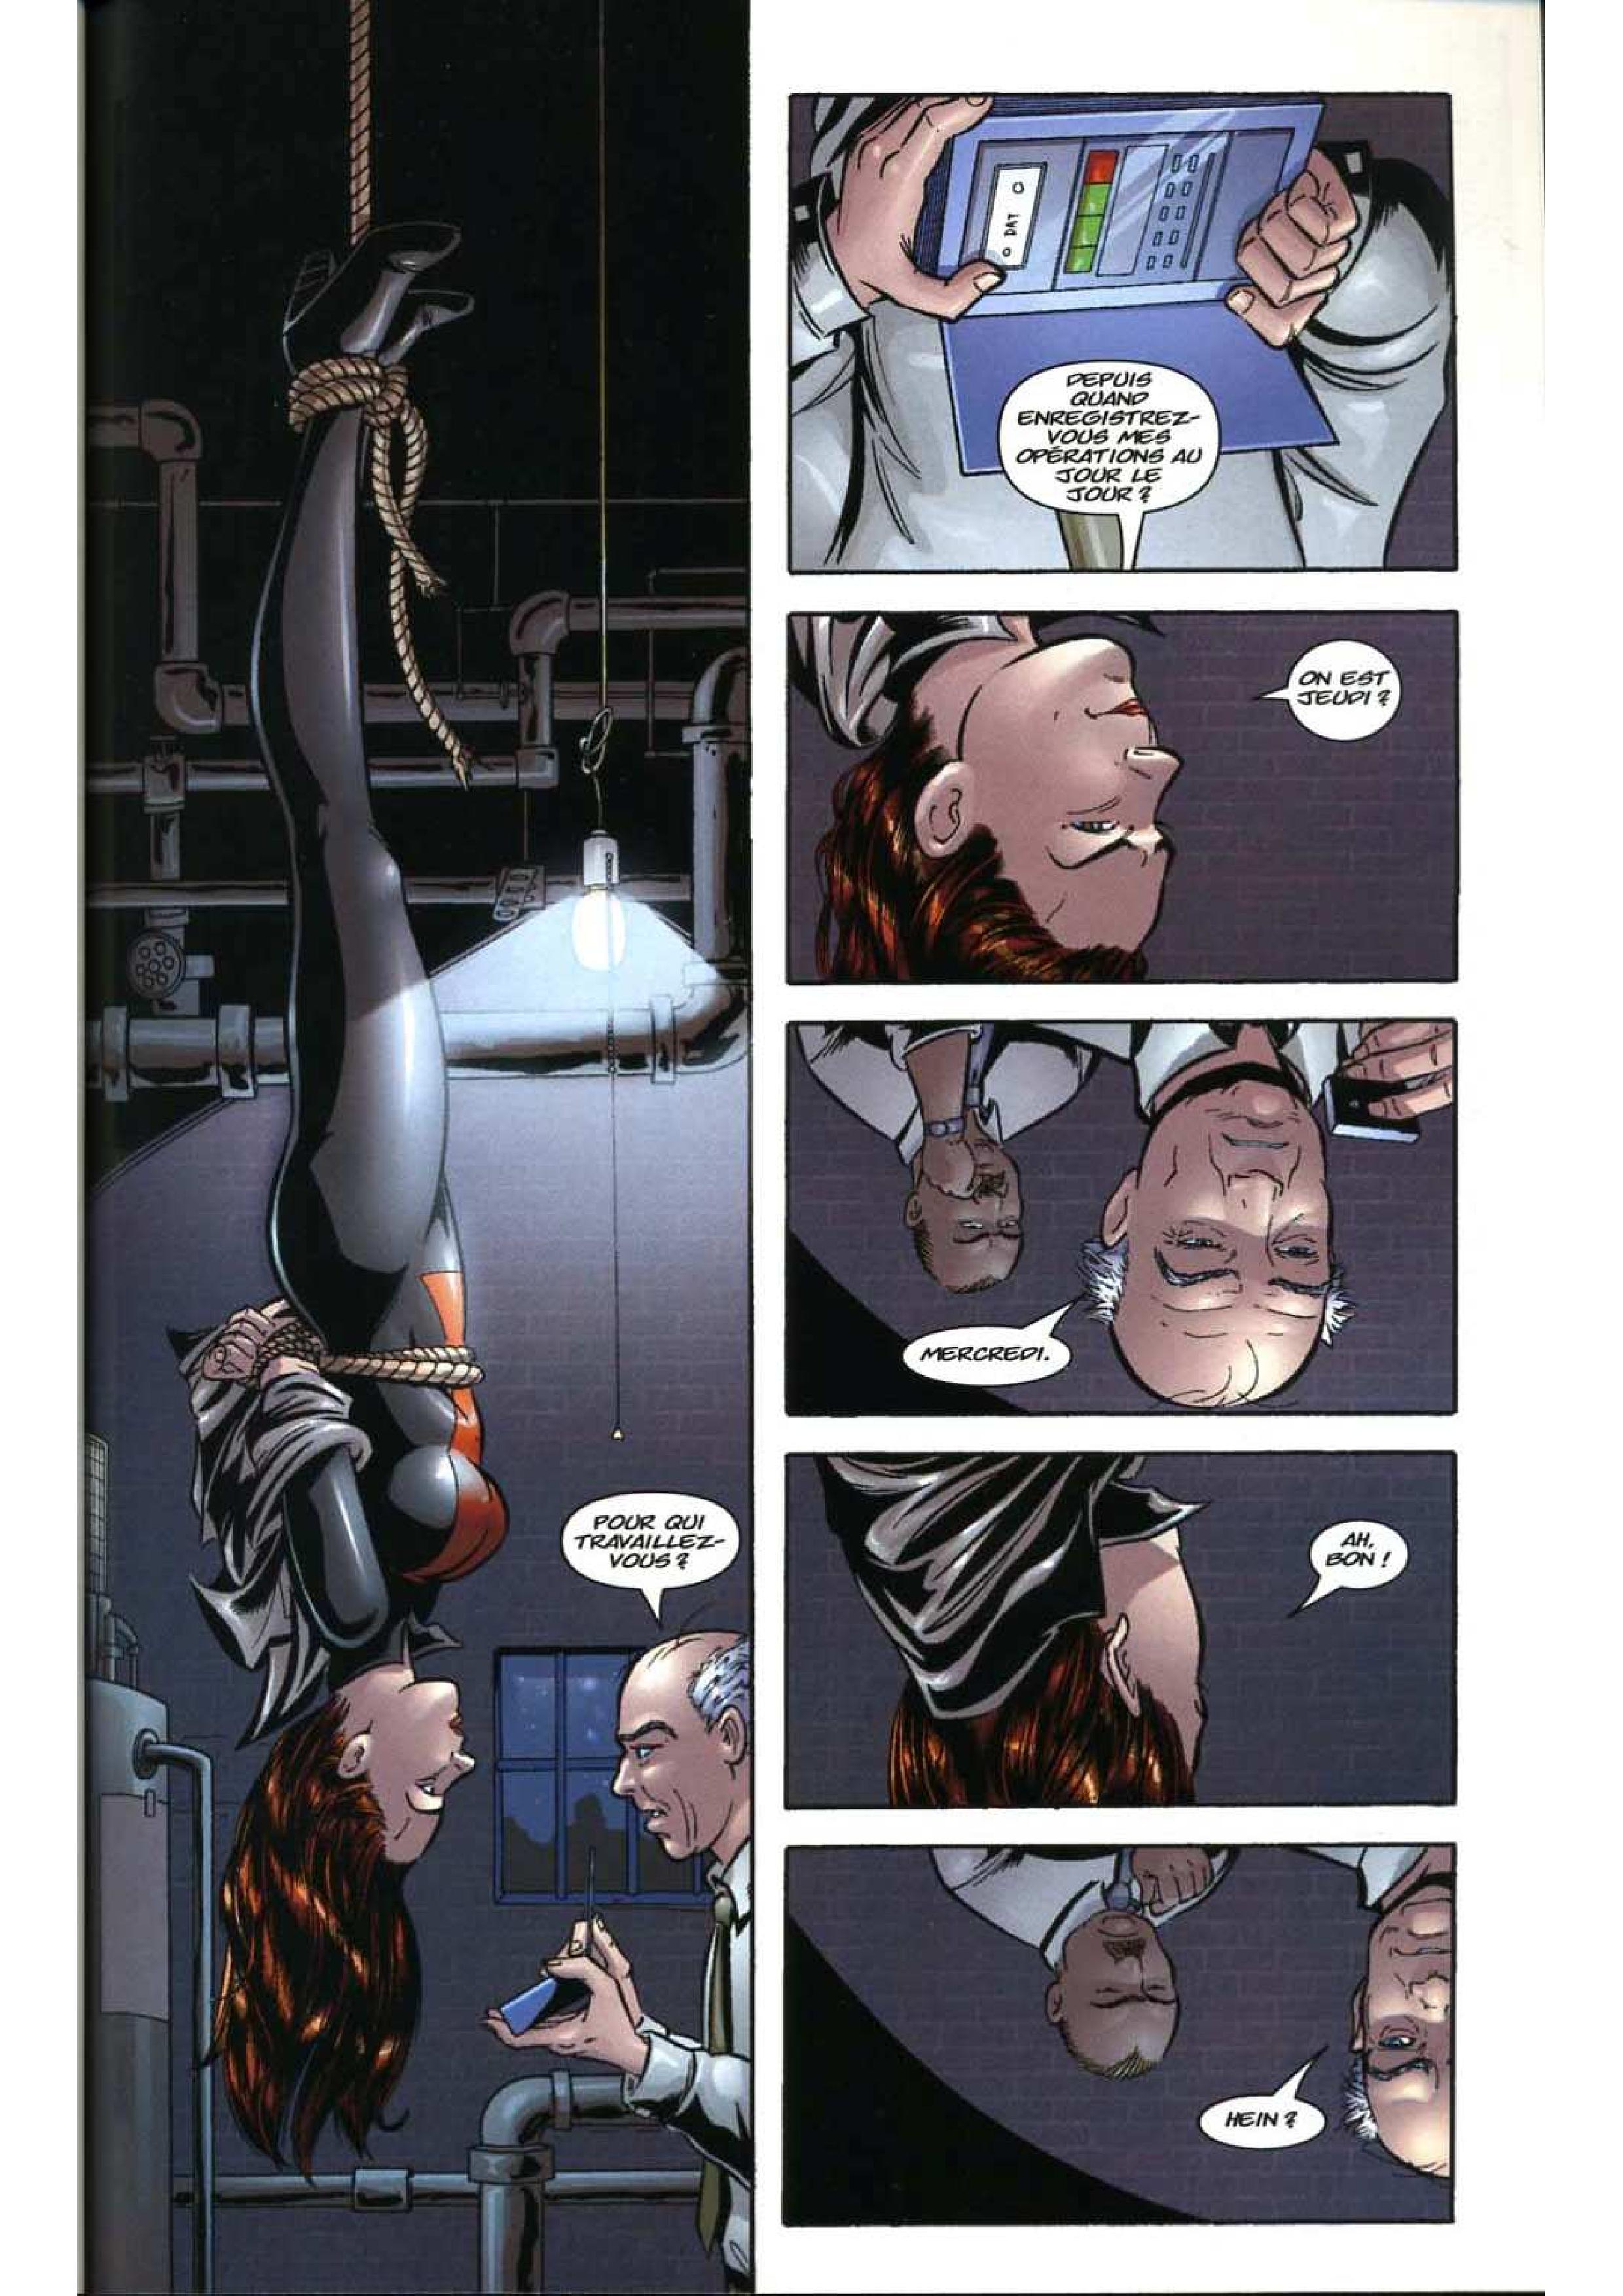 POUR QUI
TRAVAILLEZ-
VOUS ?
DAT
DEPUIS
QUAND
ENREGISTREZ-
VOUS MES
OPÉRATIONS AU
JOUR LE
JOUR ?
ON EST
JEUDI ?
MERCREDI.
AH,
BON !
HEIN ?